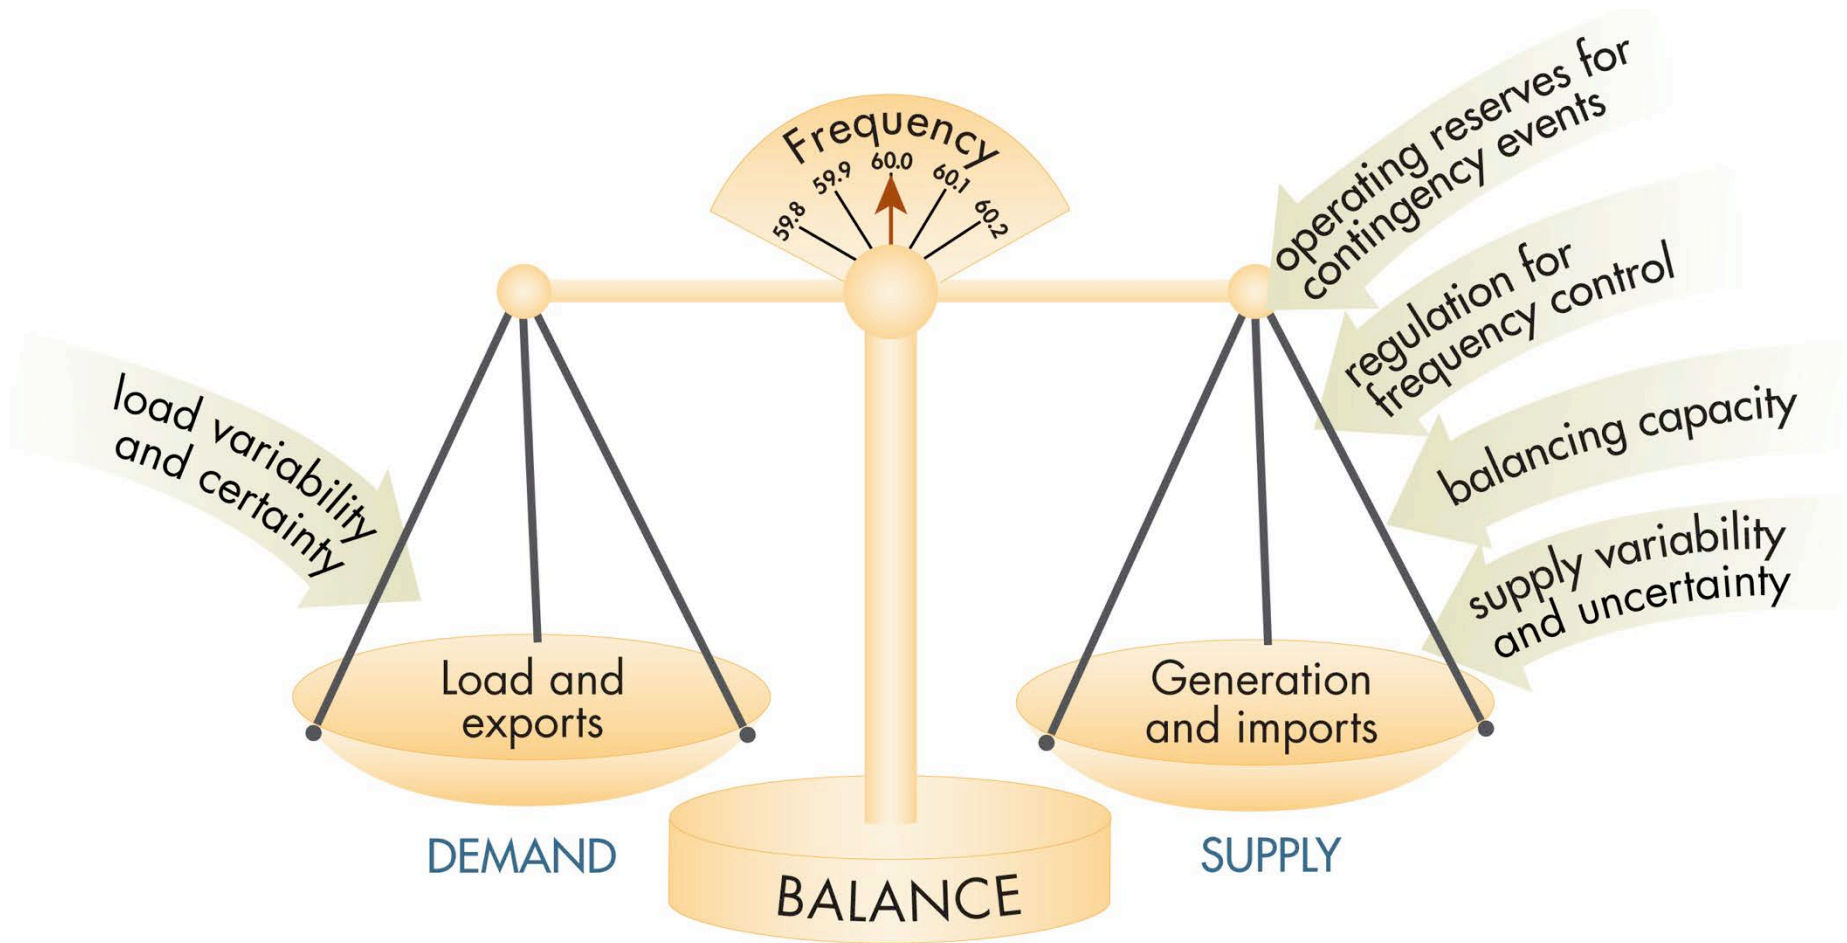 Frequency
59.8
59.9
60.0
60.1
60.2
operating reserves for
contingency events
regulation for
frequency control
balancing capacity
supply variability
and uncertainty
load variability
and certainty
Load and
exports
Generation
and imports
DEMAND
SUPPLY
BALANCE